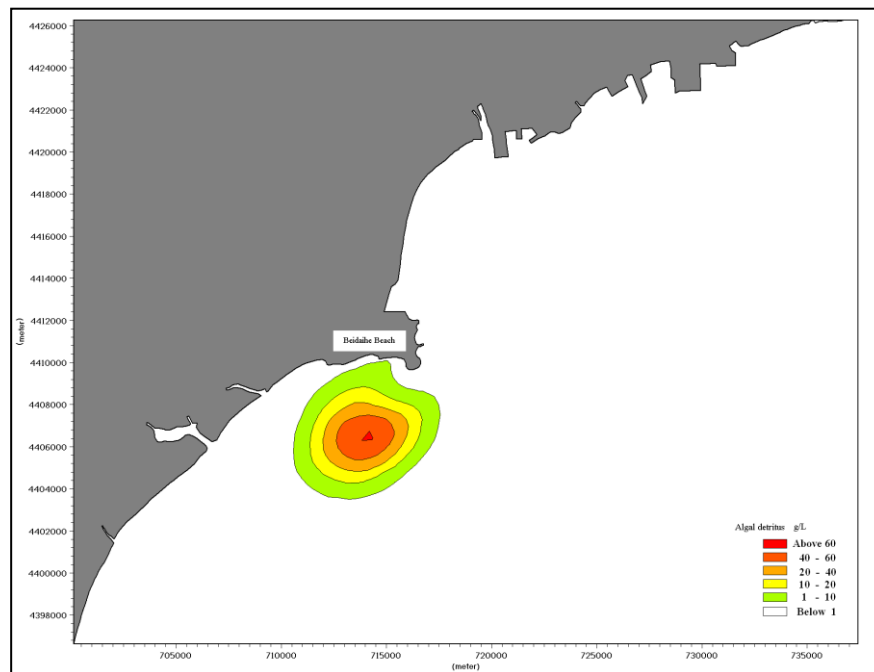 4426000
4424000
4422000
4420000
4418000
4416000
4414000
4412000
4410000
4408000
4406000
4404000
4402000
4400000
4398000
(meter)
Beidaihe Beach
Algal detritus g/L
Above 60
40 - 60
20 - 40
10 - 20
1 - 10
Below 1
705000 710000 715000 720000 725000 730000 735000
(meter)